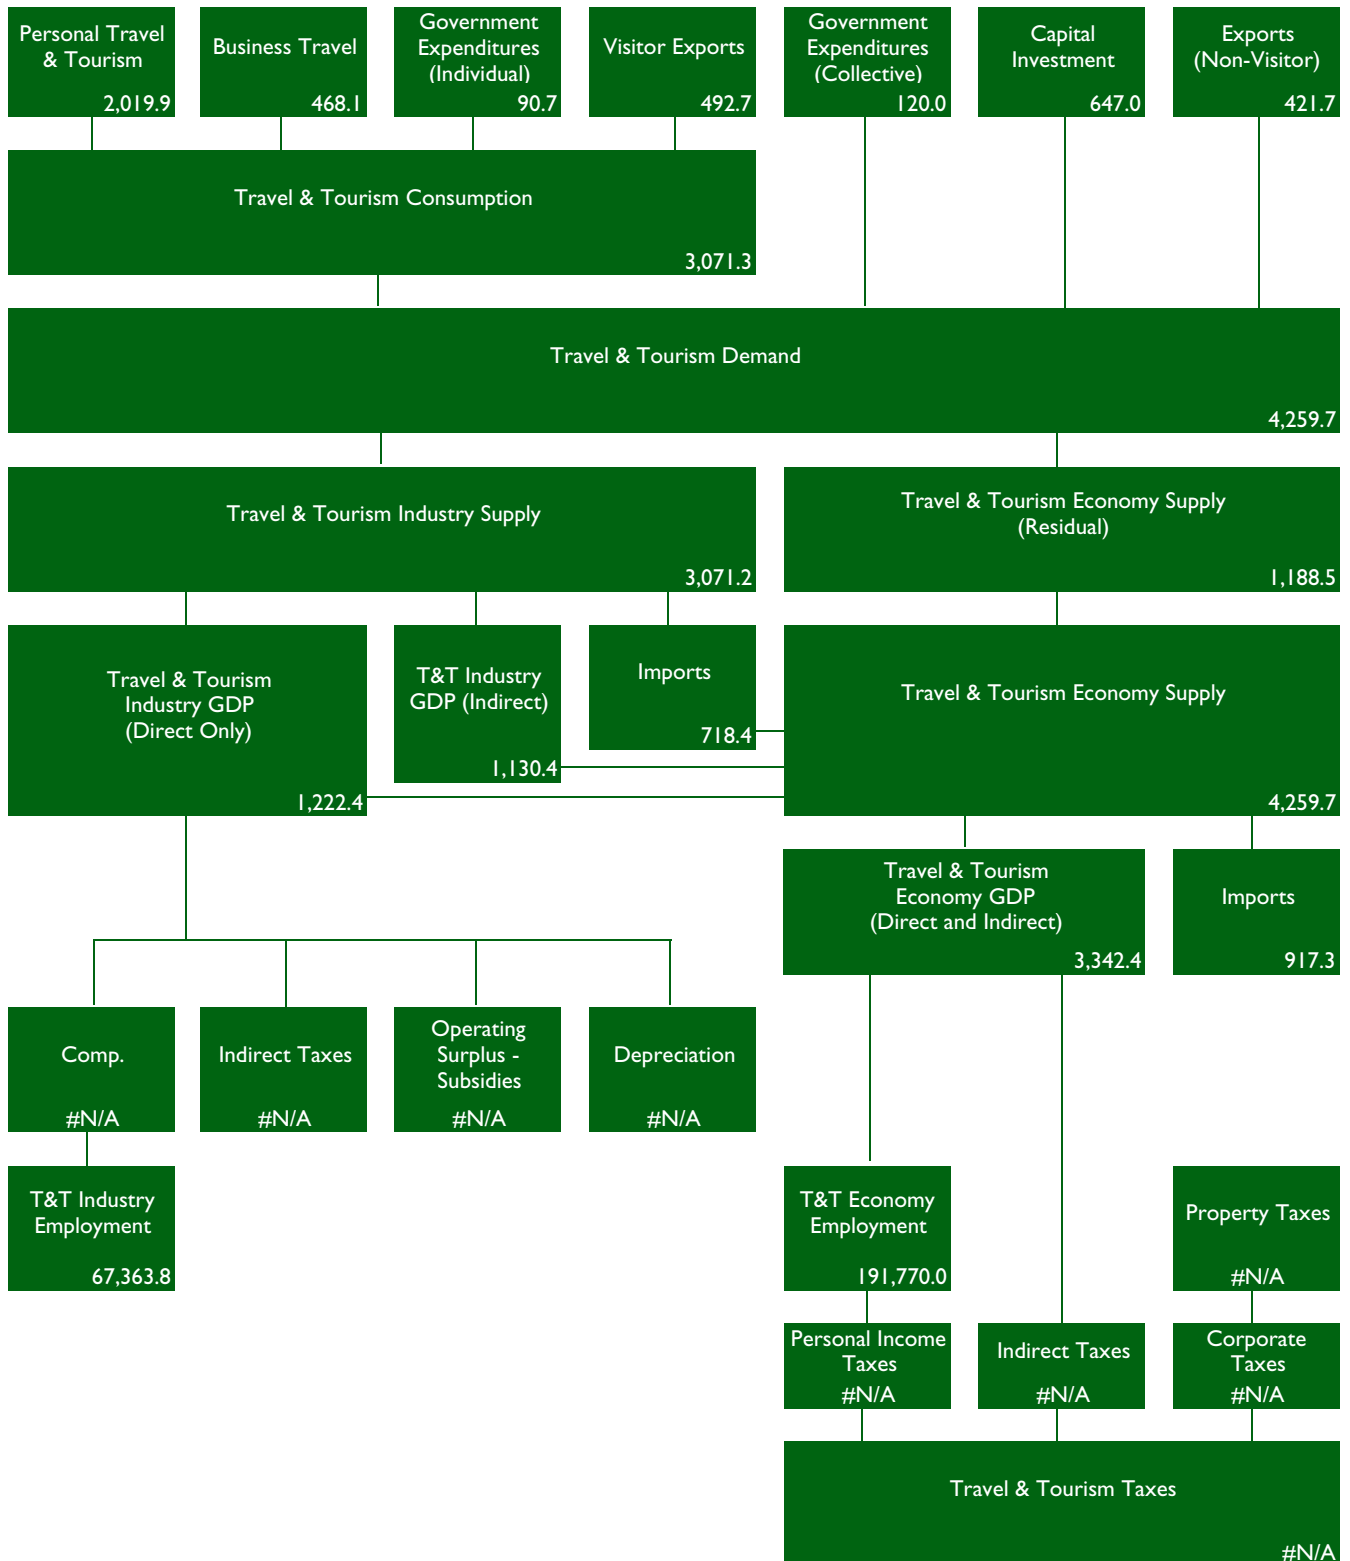 Personal Travel
& Tourism
2,019.9
Business Travel
468.1
Government
Expenditures
(Individual)
90.7
Visitor Exports
492.7
Government
Expenditures
(Collective)
120.0
Capital
Investment
647.0
Exports
(Non-Visitor)
421.7
Travel & Tourism Consumption
3,071.3
Travel & Tourism Demand
4,259.7
Travel & Tourism Industry Supply
3,071.2
Travel & Tourism Economy Supply
(Residual)
1,188.5
Travel & Tourism
Industry GDP
(Direct Only)
1,222.4
T&T Industry
GDP (Indirect)
1,130.4
Imports
718.4
Travel & Tourism Economy Supply
4,259.7
Travel & Tourism
Economy GDP
(Direct and Indirect)
3,342.4
Imports
917.3
Comp.
#N/A
Indirect Taxes
#N/A
Operating
Surplus -
Subsidies
#N/A
Depreciation
#N/A
T&T Industry
Employment
67,363.8
T&T Economy
Employment
191,770.0
Property Taxes
#N/A
Personal Income
Taxes
#N/A
Indirect Taxes
#N/A
Corporate
Taxes
#N/A
Travel & Tourism Taxes
#N/A